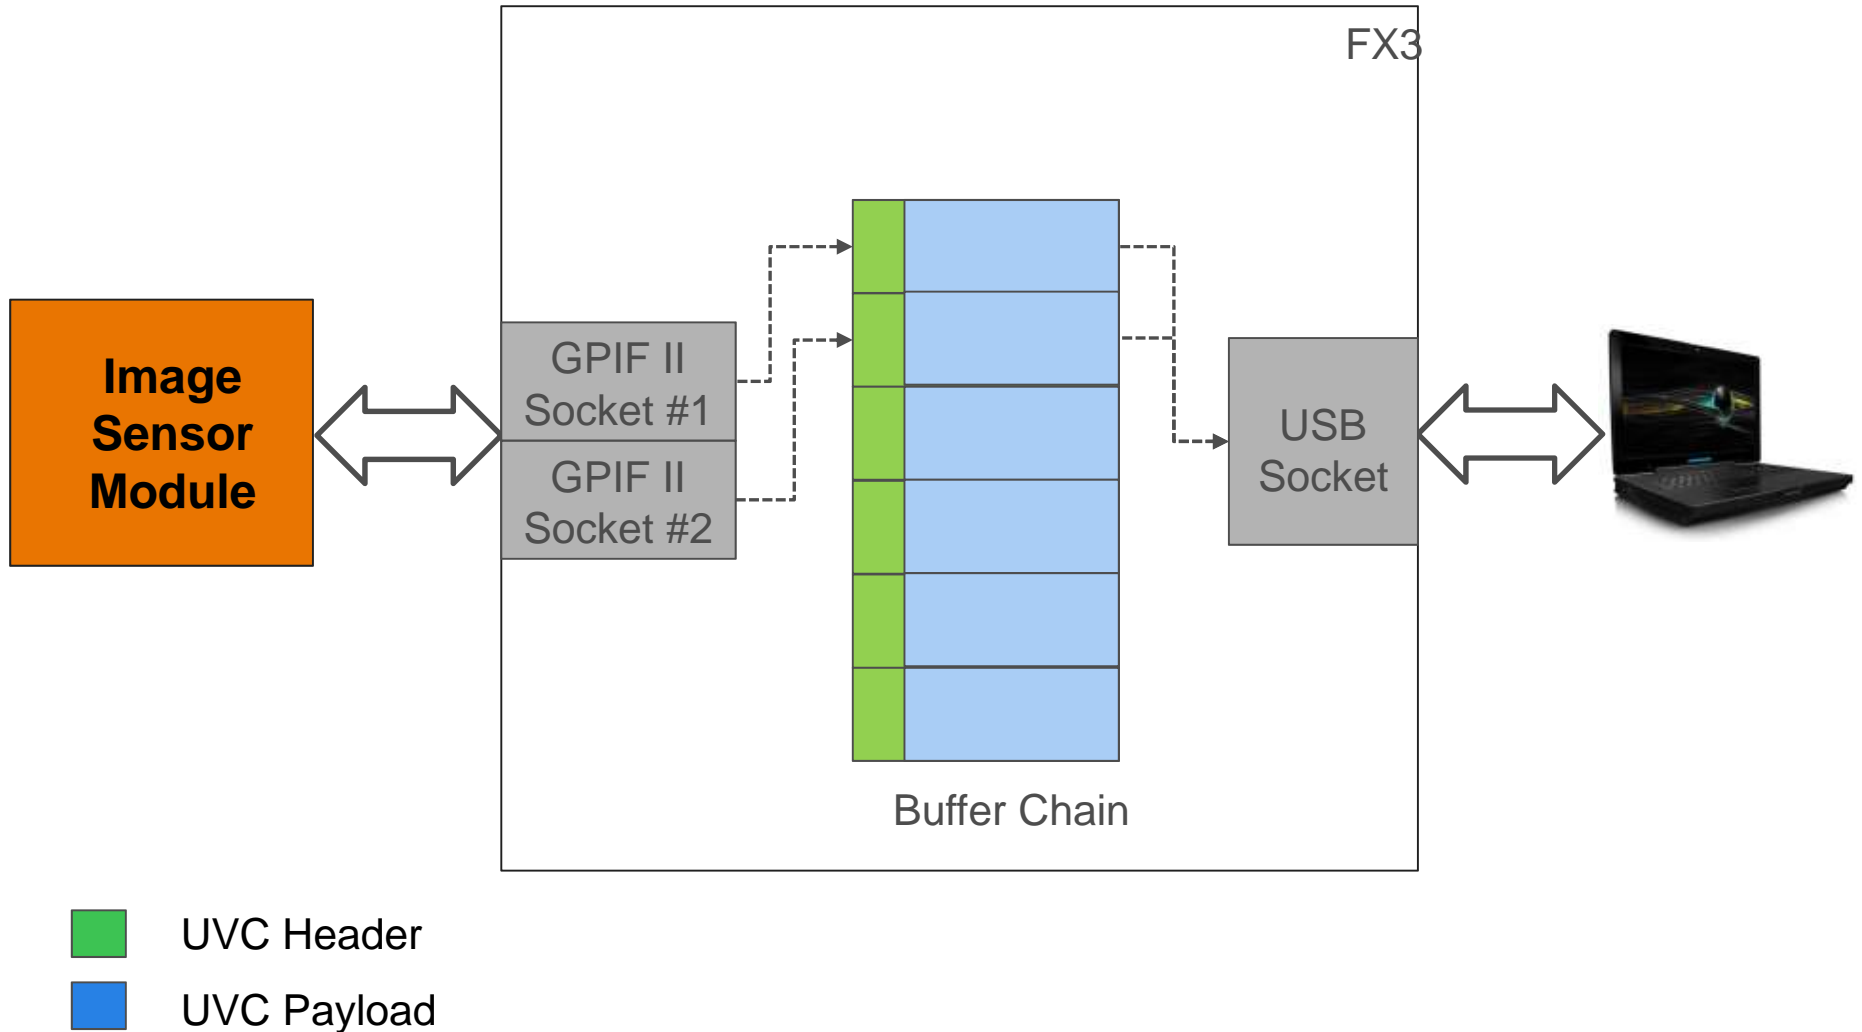 FX3
Image
Sensor
Module
GPIF II
Socket #1
GPIF II
Socket #2
USB
Socket
Buffer Chain
UVC Header
UVC Payload